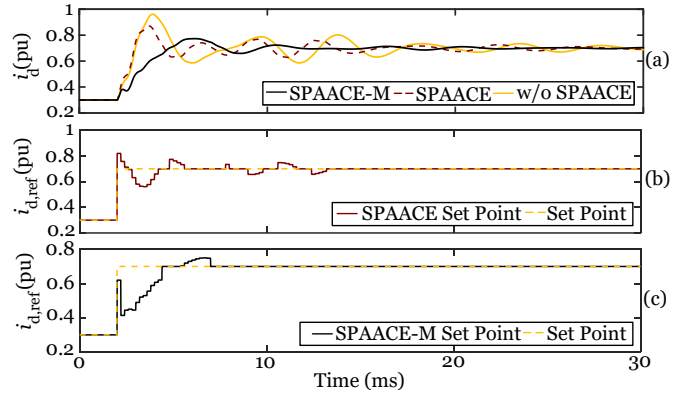 1
0.8
0.6
0.4
0.2
i_d(pu)
SPAACE-M SPAACE w/o SPAACE
(a)
1
0.8
0.6
0.4
0.2
i_d,ref(pu)
SPAACE Set Point Set Point
(b)
0.8
0.6
0.4
0.2
i_d,ref(pu)
SPAACE-M Set Point Set Point
(c)
0 10 20 30
Time (ms)